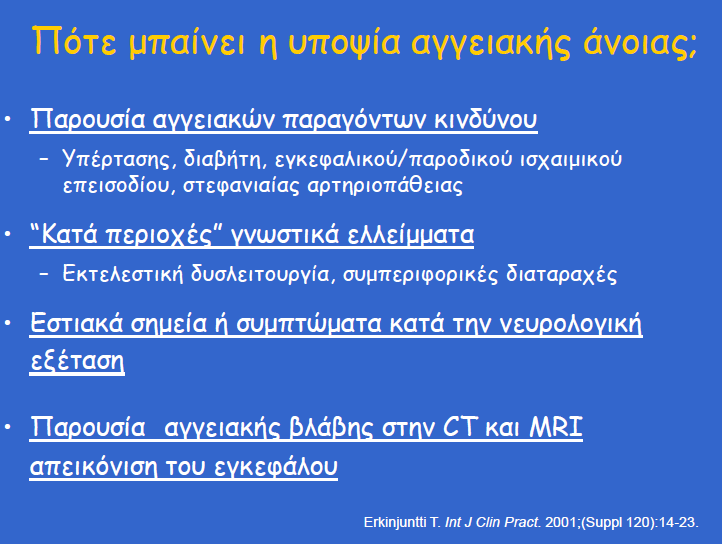 Πότε μπαίνει η υποψία αγγειακής άνοιας;
• Παρουσία αγγειακών παραγόντων κινδύνου
– Υπέρτασης, διαβήτη, εγκεφαλικού/παροδικού ισχαιμικού
επεισοδίου, στεφανιαίας αρτηριοπάθειας
• “Κατά περιοχές” γνωστικά ελλείμματα
– Εκτελεστική δυσλειτουργία, συμπεριφορικές διαταραχές
• Εστιακά σημεία ή συμπτώματα κατά την νευρολογική
εξέταση
• Παρουσία αγγειακής βλάβης στην CT και MRI
απεικόνιση του εγκεφάλου
Erkinjuntti T. Int J Clin Pract. 2001;(Suppl 120):14-23.